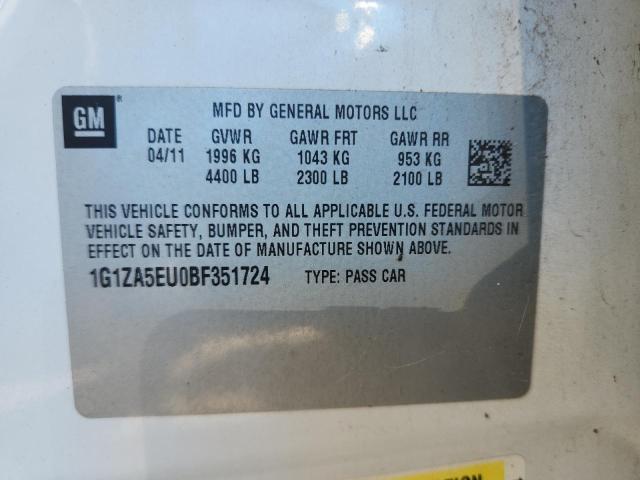 GM®
MFD BY GENERAL MOTORS LLC
DATE GVWR GAWR FRT GAWR RR
04/11 1996 KG 1043 KG 953 KG
4400 LB 2300 LB 2100 LB
THIS VEHICLE CONFORMS TO ALL APPLICABLE U.S. FEDERAL MOTOR
VEHICLE SAFETY, BUMPER, AND THEFT PREVENTION STANDARDS IN
EFFECT ON THE DATE OF MANUFACTURE SHOWN ABOVE.
1G1ZA5EU0BF351724 TYPE: PASS CAR